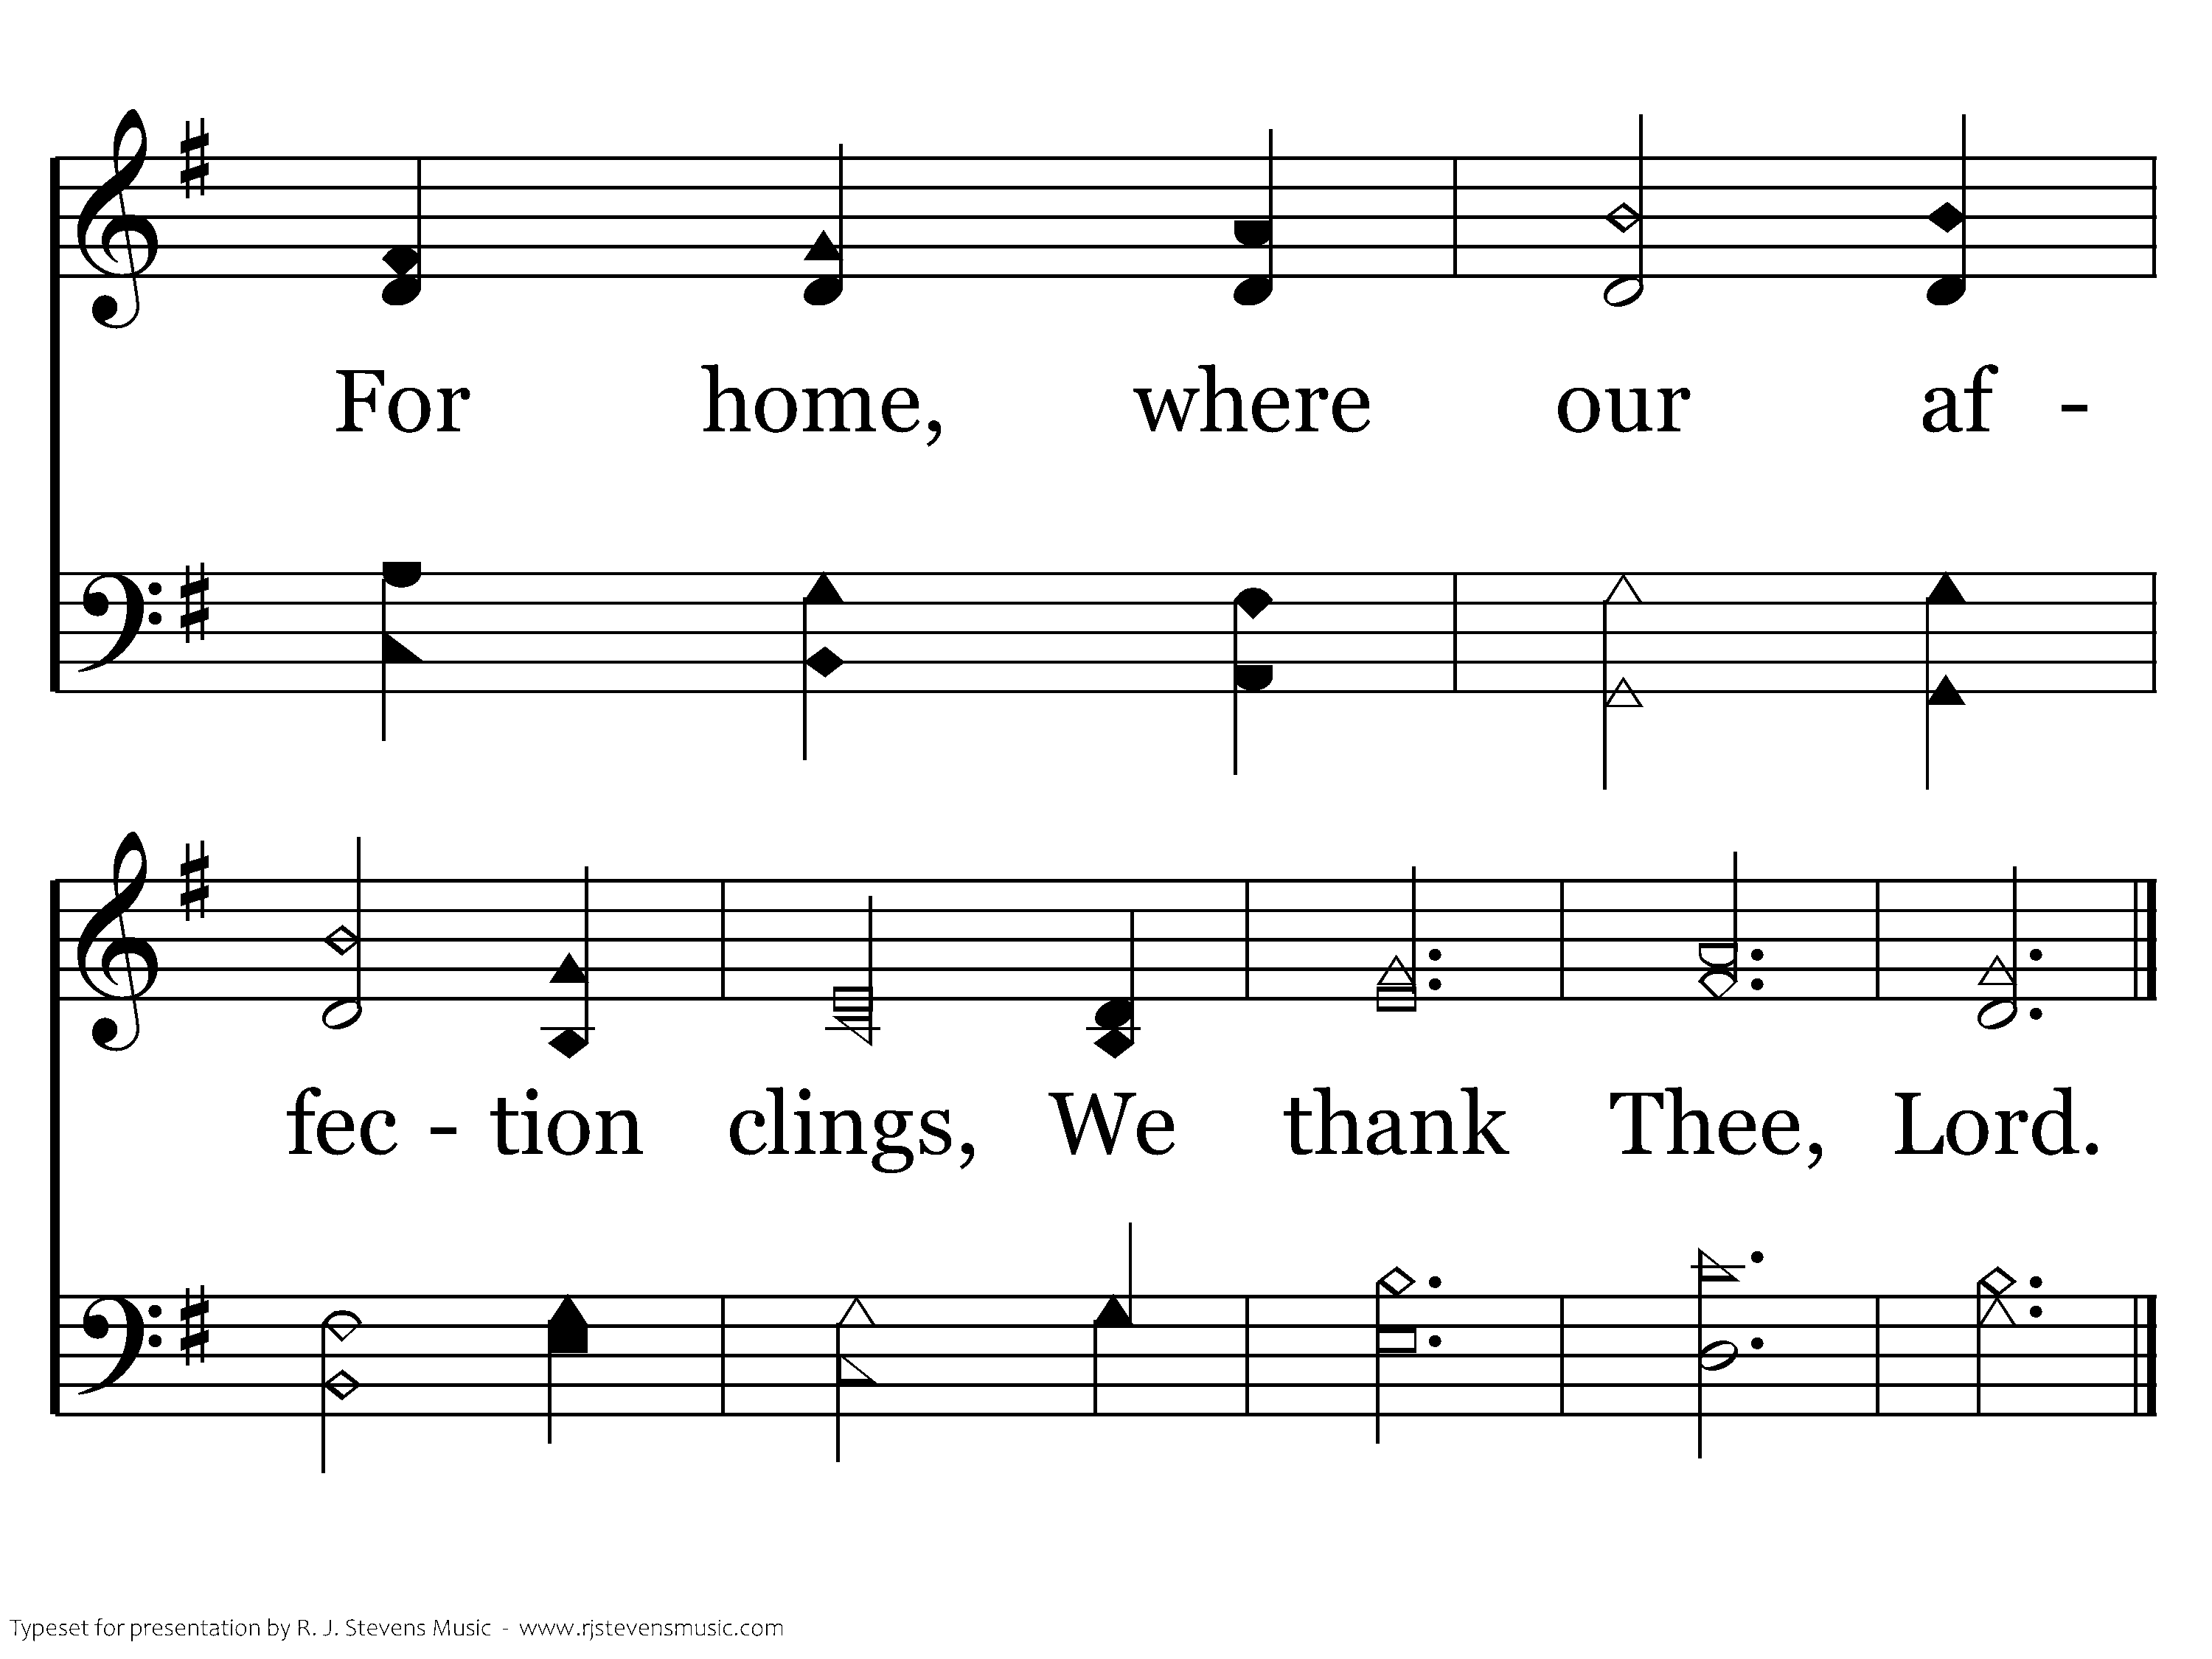 For home, where our af -
fec - tion clings, We thank Thee, Lord.
Typeset for presentation by R. J. Stevens Music - www.rjstevensmusic.com